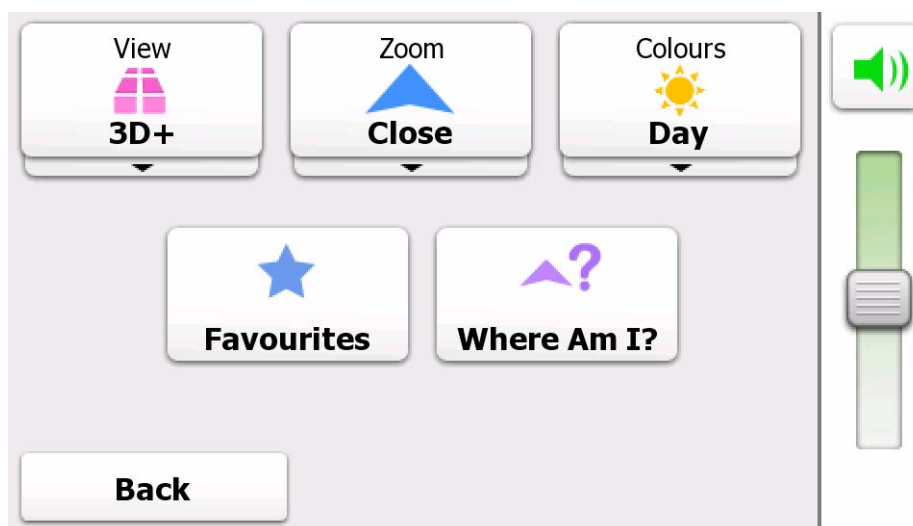 View
3D+
Zoom
Close
Colours
Day
Favourites
Where Am I?
Back